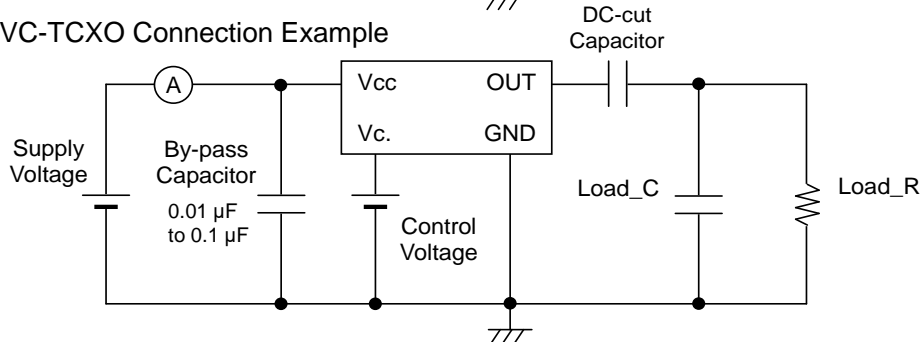 VC-TCXO Connection Example
DC-cut
Capacitor
A
Vcc
OUT
Vc.
GND
Supply
Voltage
By-pass
Capacitor
0.01 µF
to 0.1 µF
Control
Voltage
Load_C
Load_R